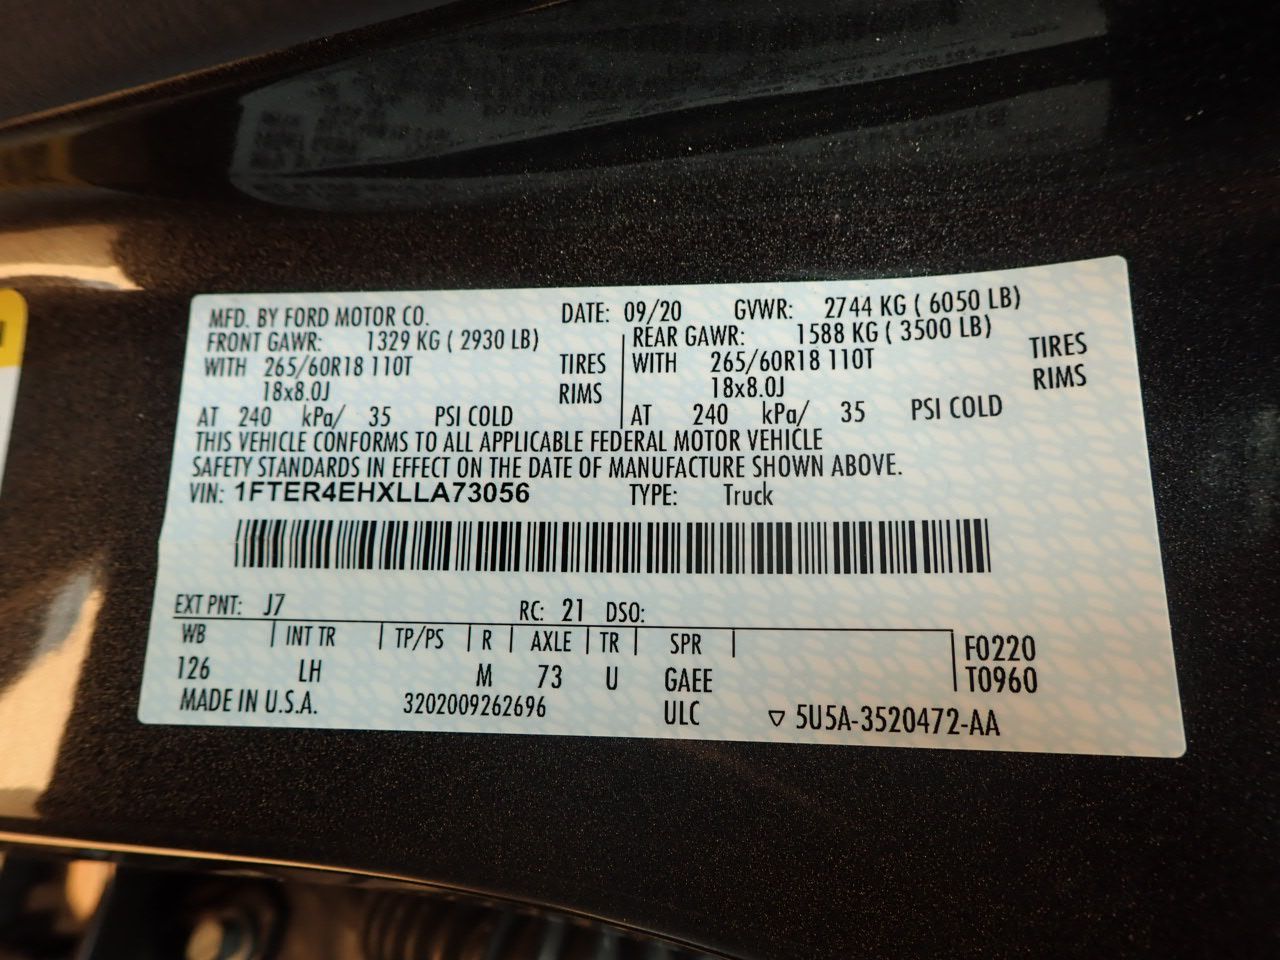 MFD. BY FORD MOTOR CO. DATE: 09/20 GVWR: 2744 KG ( 6050 LB)
FRONT GAWR: 1329 KG ( 2930 LB) REAR GAWR: 1588 KG ( 3500 LB)
WITH 265/60R18 110T TIRES WITH 265/60R18 110T TIRES
18x8.0J RIMS 18x8.0J RIMS
AT 240 kPa/ 35 PSI COLD AT 240 kPa/ 35 PSI COLD
THIS VEHICLE CONFORMS TO ALL APPLICABLE FEDERAL MOTOR VEHICLE
SAFETY STANDARDS IN EFFECT ON THE DATE OF MANUFACTURE SHOWN ABOVE.
VIN: 1FTER4EHXLLA73056 TYPE: Truck
EXT PNT: J7 RC: 21 DSO:
WB INT TR TP/PS R AXLE TR SPR F0220
126 LH M 73 U GAEE T0960
MADE IN U.S.A. 3202009262696 ULC ▽ 5U5A-3520472-AA